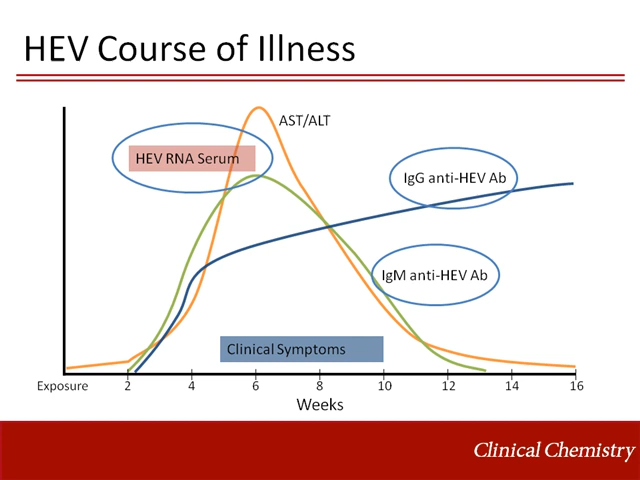 HEV Course of Illness
AST/ALT
HEV RNA Serum
IgG anti-HEV Ab
IgM anti-HEV Ab
Clinical Symptoms
Exposure 2 4 6 8 10 12 14 16
Weeks
Clinical Chemistry